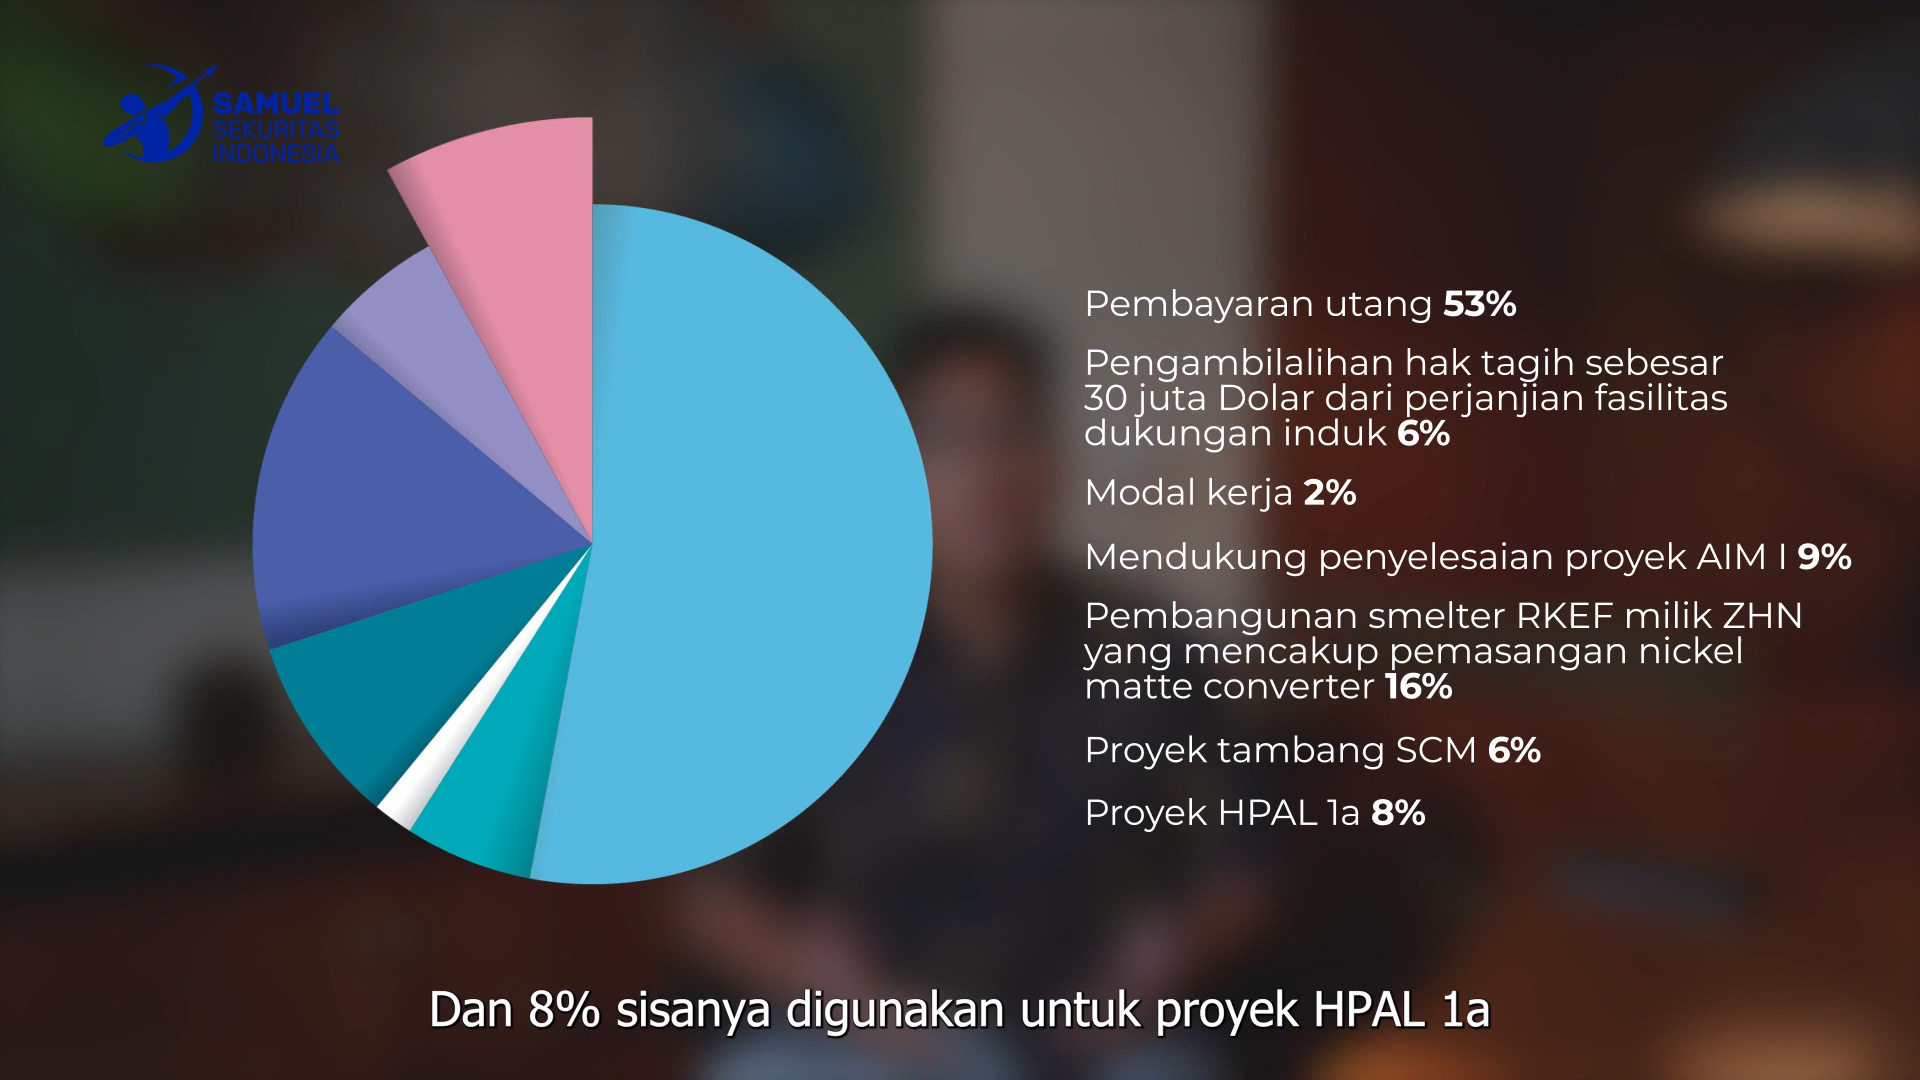 SAMUEL
SEKURITAS
INDONESIA
Pembayaran utang 53%
Pengambilalihan hak tagih sebesar
30 juta Dolar dari perjanjian fasilitas
dukungan induk 6%
Modal kerja 2%
Mendukung penyelesaian proyek AIM I 9%
Pembangunan smelter RKEF milik ZHN
yang mencakup pemasangan nickel
matte converter 16%
Proyek tambang SCM 6%
Proyek HPAL 1a 8%
Dan 8% sisanya digunakan untuk proyek HPAL 1a